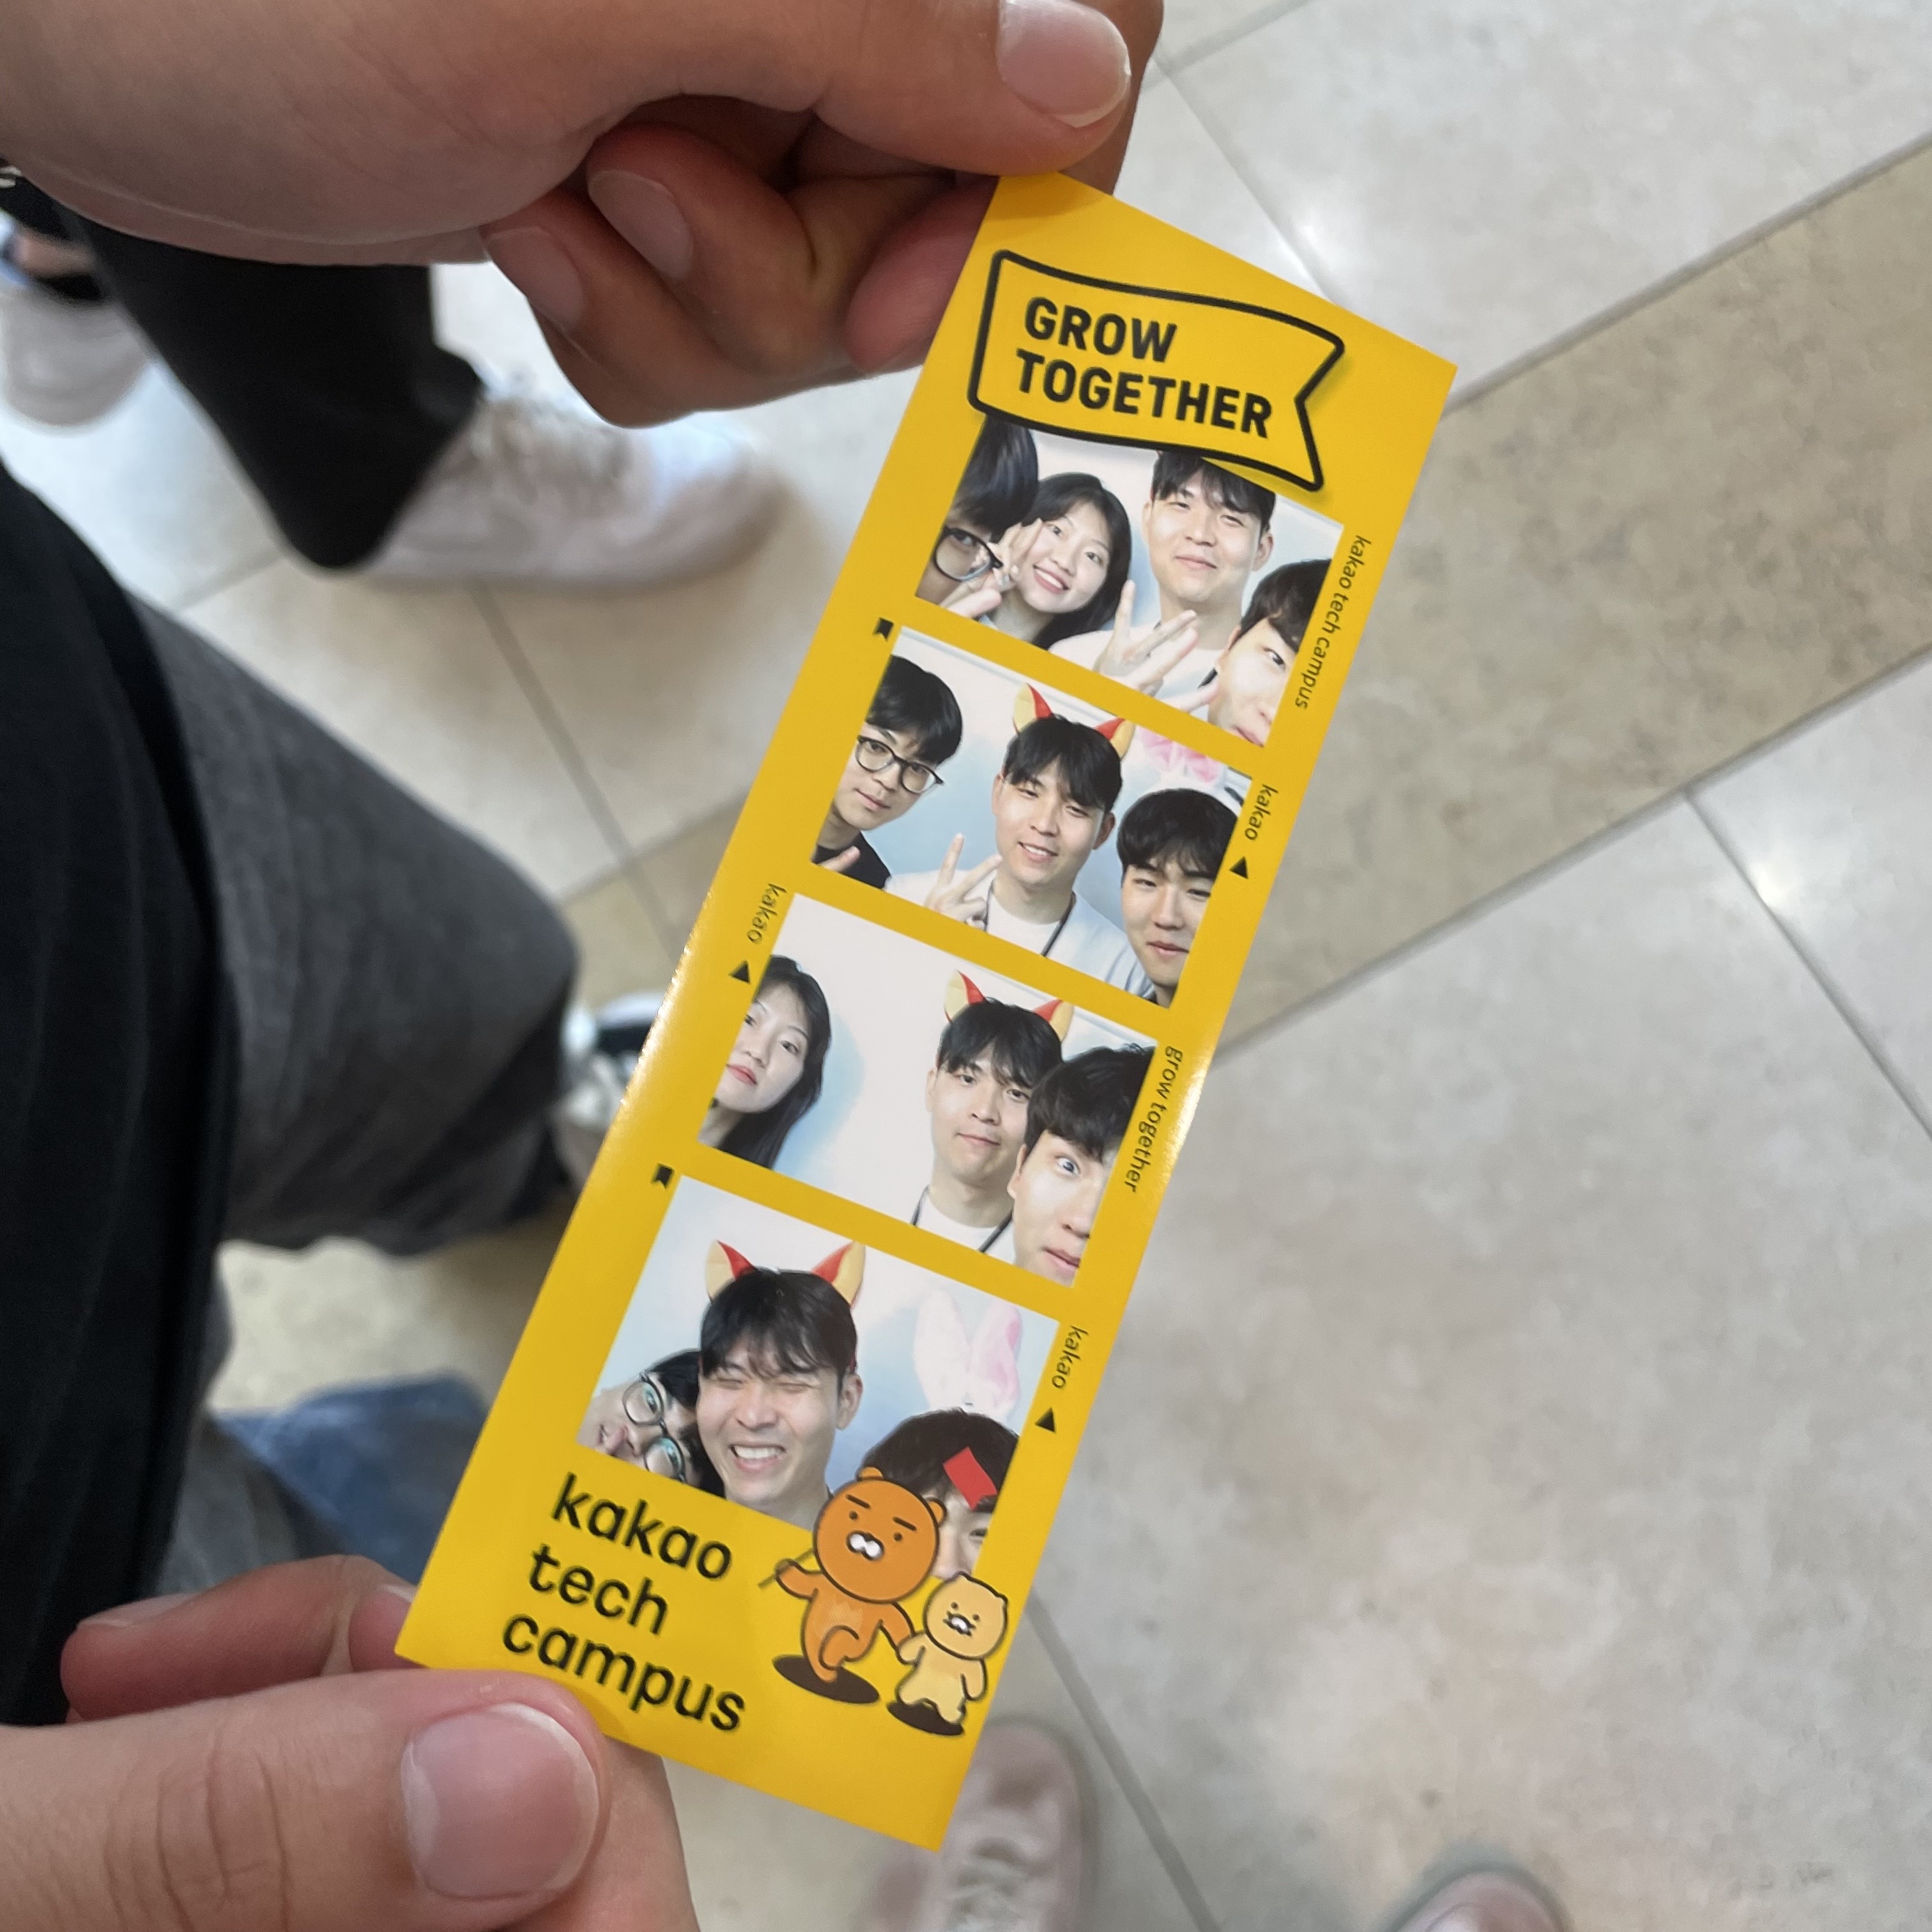 GROW
TOGETHER
kakao tech campus
kakao
kakao
grow together
kakao
kakao
tech
campus